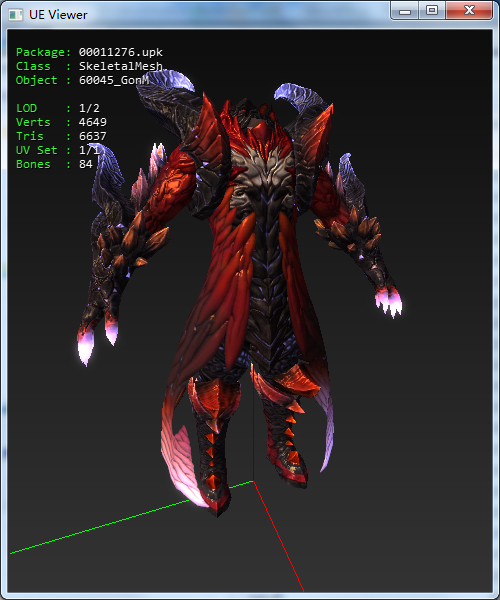 UE Viewer
Package: 00011276.upk
Class : SkeletalMesh
Object : 60045_GonM
LOD : 1/2
Verts : 4649
Tris : 6637
UV Set : 1/1
Bones : 84